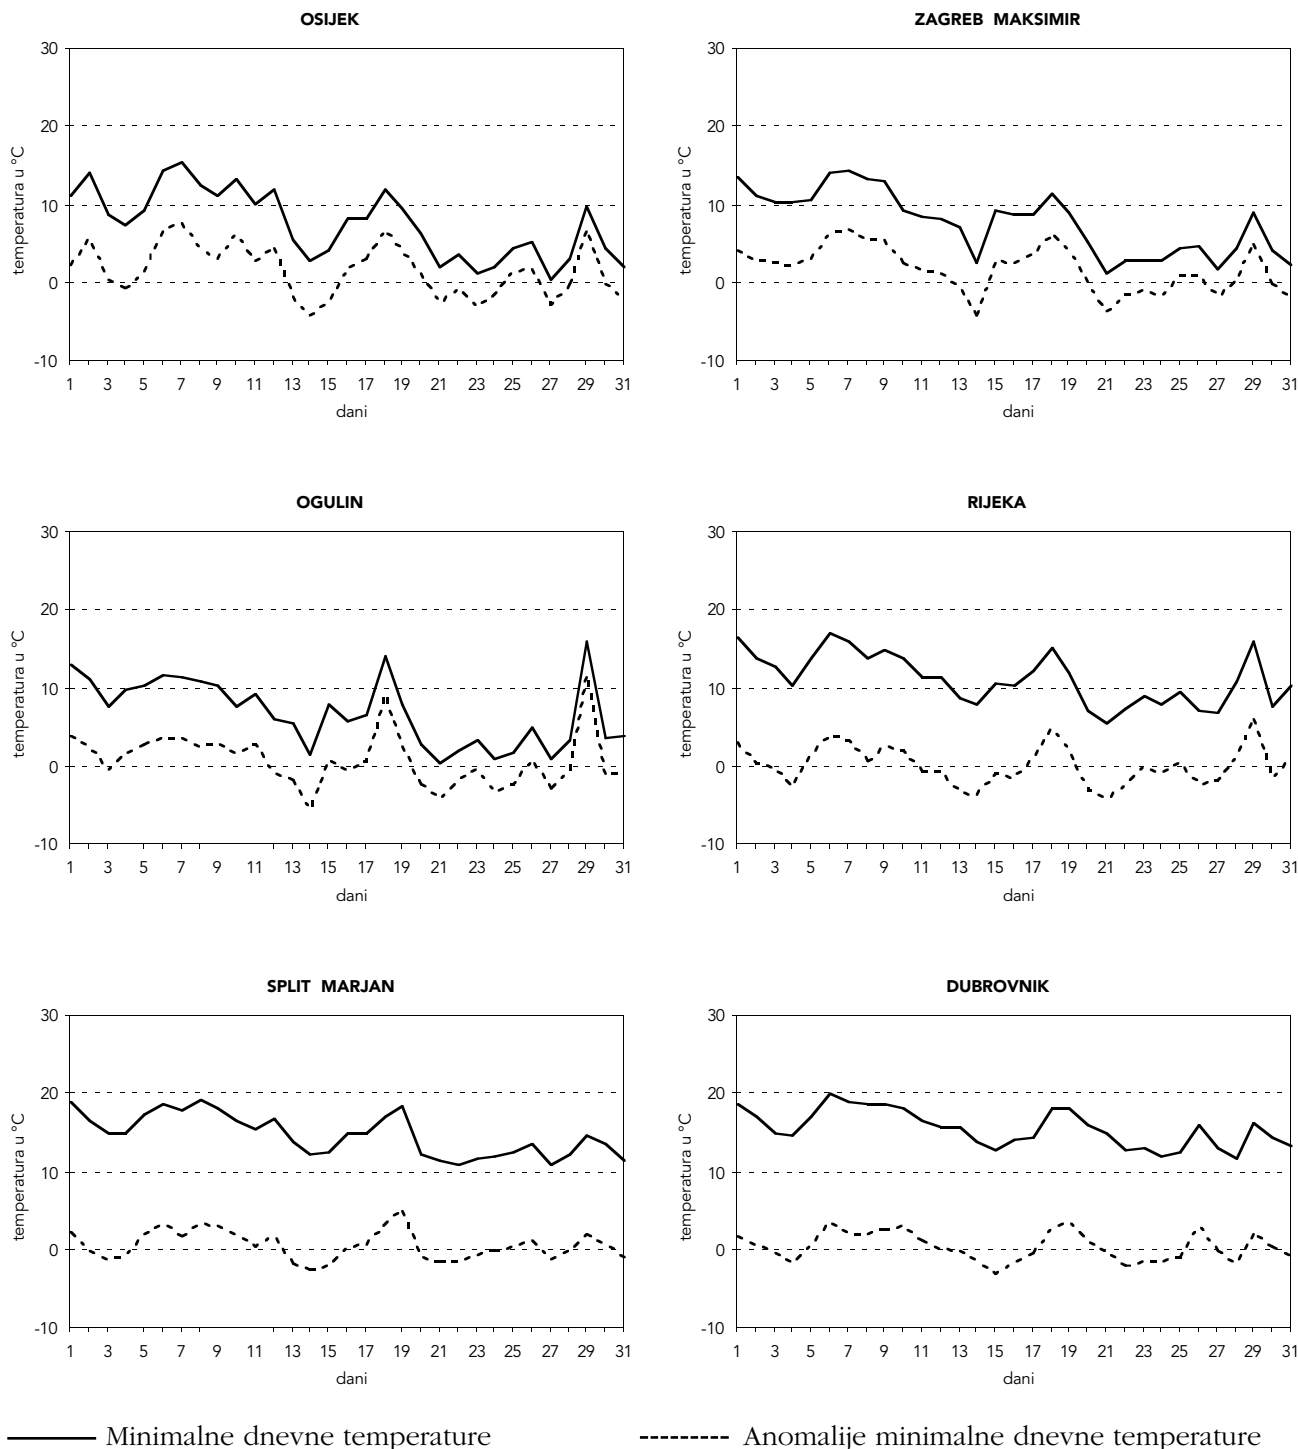 OSIJEK
30
20
10
0
-10
temperatura u °C
1 3 5 7 9 11 13 15 17 19 21 23 25 27 29 31
dani
ZAGREB MAKSIMIR
30
20
10
0
-10
temperatura u °C
1 3 5 7 9 11 13 15 17 19 21 23 25 27 29 31
dani
OGULIN
30
20
10
0
-10
temperatura u °C
1 3 5 7 9 11 13 15 17 19 21 23 25 27 29 31
dani
RIJEKA
30
20
10
0
-10
temperatura u °C
1 3 5 7 9 11 13 15 17 19 21 23 25 27 29 31
dani
SPLIT MARJAN
30
20
10
0
-10
temperatura u °C
1 3 5 7 9 11 13 15 17 19 21 23 25 27 29 31
dani
DUBROVNIK
30
20
10
0
-10
temperatura u °C
1 3 5 7 9 11 13 15 17 19 21 23 25 27 29 31
dani
Minimalne dnevne temperature
Anomalije minimalne dnevne temperature